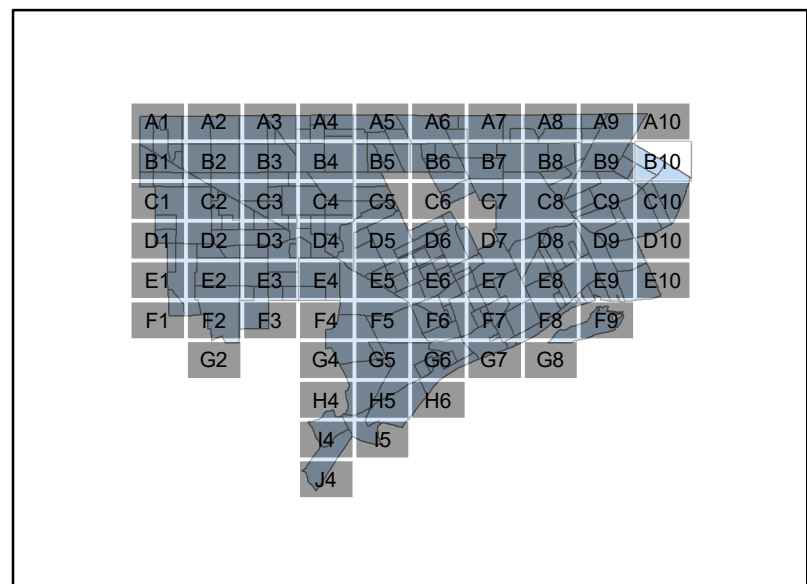 A1 A2 A3 A4 A5 A6 A7 A8 A9 A10
B1 B2 B3 B4 B5 B6 B7 B8 B9 B10
C1 C2 C3 C4 C5 C6 C7 C8 C9 C10
D1 D2 D3 D4 D5 D6 D7 D8 D9 D10
E1 E2 E3 E4 E5 E6 E7 E8 E9 E10
F1 F2 F3 F4 F5 F6 F7 F8 F9
G2 G4 G5 G6 G7 G8
H4 H5 H6
I4 I5
J4